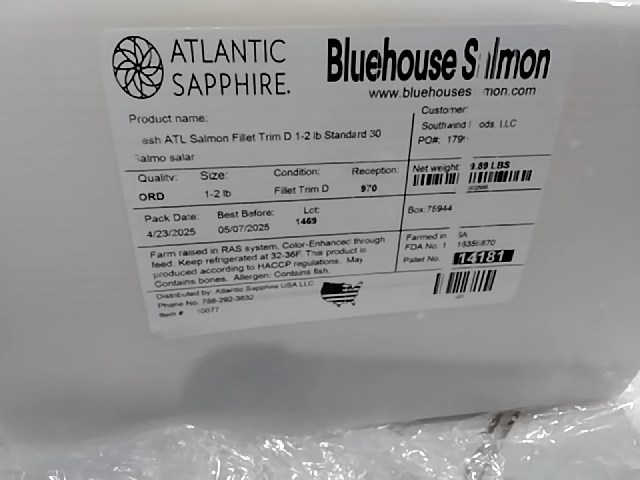 ATLANTIC
SAPPHIRE.
Bluehouse S lmon
www.bluehouses mon.com
Product name:
esh ATL Salmon Fillet Trim D 1-2 lb Standard 30
Salmo salar
Customer:
Southwind oods, LLC
PO#: 179
Quality: Size: Condition: Reception:
ORD 1-2 lb Fillet Trim D 970
Net weight: 9.89 LBS
Pack Date: Best Before: Lot:
4/23/2025 05/07/2025 1469
Box:75944
Farm raised in RAS system. Color-Enhanced through
feed. Keep refrigerated at 32-36F. This product is
produced according to HACCP regulations. May
Contains bones. Allergen: Contains fish.
Farmed in SA
FDA No. 1
Pallet No. 14181
Distributed by: Atlantic Sapphire USA LLC
Phone No. 786-292-3632
Item # 10077